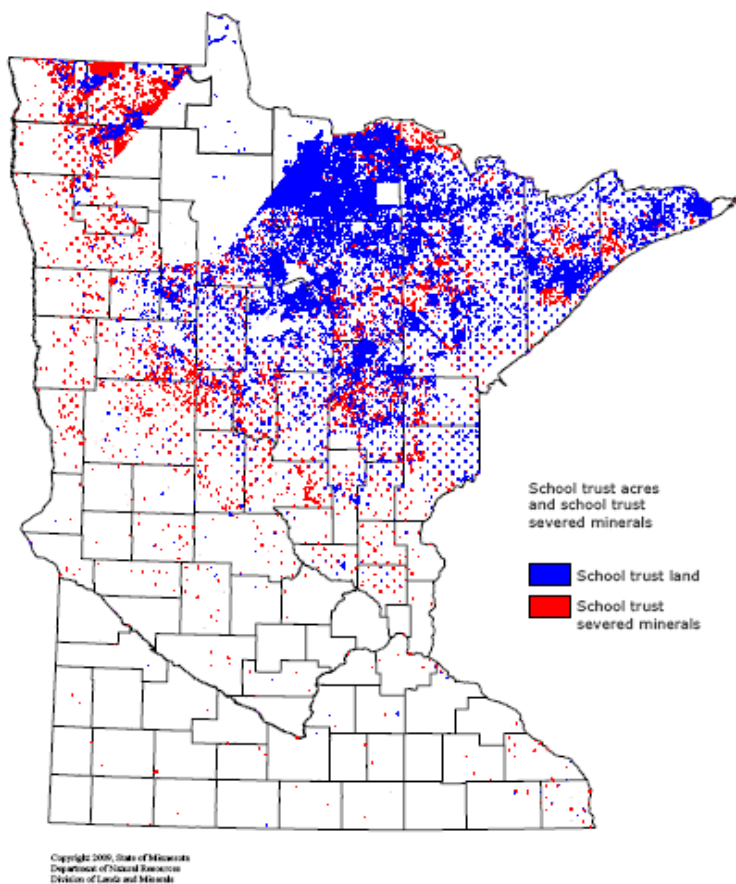 School trust acres
and school trust
severed minerals
School trust land
School trust
severed minerals
Copyright 2009, State of Minnesota
Department of Natural Resources
Division of Lands and Minerals